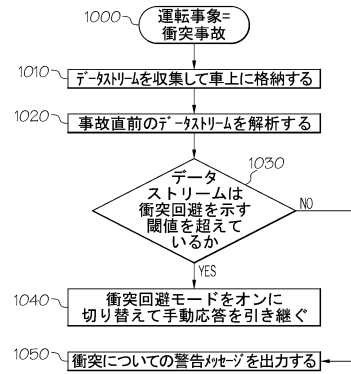 1000
運転事象=
衝突事故
1010
データストリームを収集して車上に格納する
1020
事故直前のデータストリームを解析する
1030
データ
ストリームは
衝突回避を示す
閾値を超えて
いるか
NO
YES
1040
衝突回避モードをオンに
切り替えて手動応答を引き継ぐ
1050
衝突についての警告メッセージを出力する